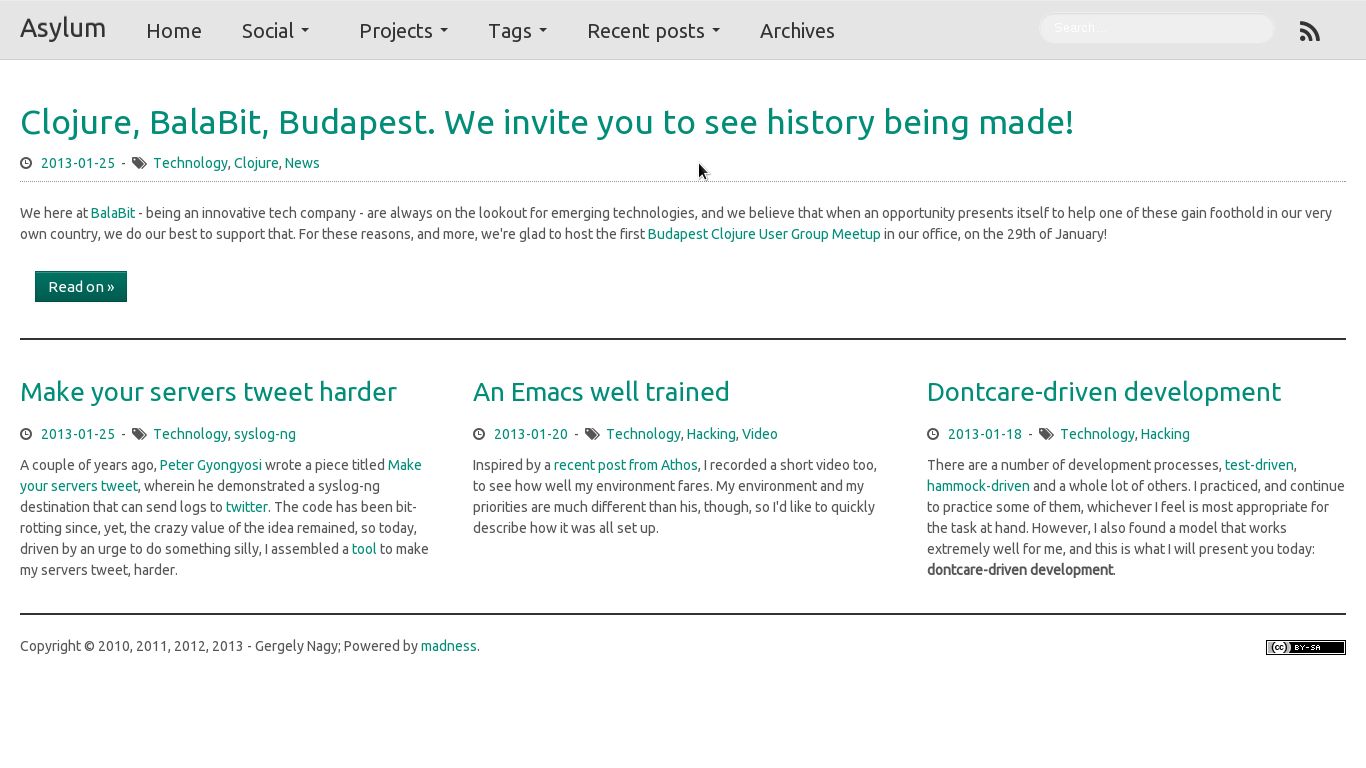 Asylum Home Social Projects Tags Recent posts Archives Search...
Clojure, BalaBit, Budapest. We invite you to see history being made!
2013-01-25 - Technology, Clojure, News
We here at BalaBit - being an innovative tech company - are always on the lookout for emerging technologies, and we believe that when an opportunity presents itself to help one of these gain foothold in our very
own country, we do our best to support that. For these reasons, and more, we're glad to host the first Budapest Clojure User Group Meetup in our office, on the 29th of January!
Read on »
Make your servers tweet harder
2013-01-25 - Technology, syslog-ng
A couple of years ago, Peter Gyongyosi wrote a piece titled Make
your servers tweet, wherein he demonstrated a syslog-ng
destination that can send logs to twitter. The code has been bit-
rotting since, yet, the crazy value of the idea remained, so today,
driven by an urge to do something silly, I assembled a tool to make
my servers tweet, harder.
An Emacs well trained
2013-01-20 - Technology, Hacking, Video
Inspired by a recent post from Athos, I recorded a short video too,
to see how well my environment fares. My environment and my
priorities are much different than his, though, so I'd like to quickly
describe how it was all set up.
Dontcare-driven development
2013-01-18 - Technology, Hacking
There are a number of development processes, test-driven,
hammock-driven and a whole lot of others. I practiced, and continue
to practice some of them, whichever I feel is most appropriate for
the task at hand. However, I also found a model that works
extremely well for me, and this is what I will present you today:
dontcare-driven development.
Copyright © 2010, 2011, 2012, 2013 - Gergely Nagy; Powered by madness.
(cc) BY-SA